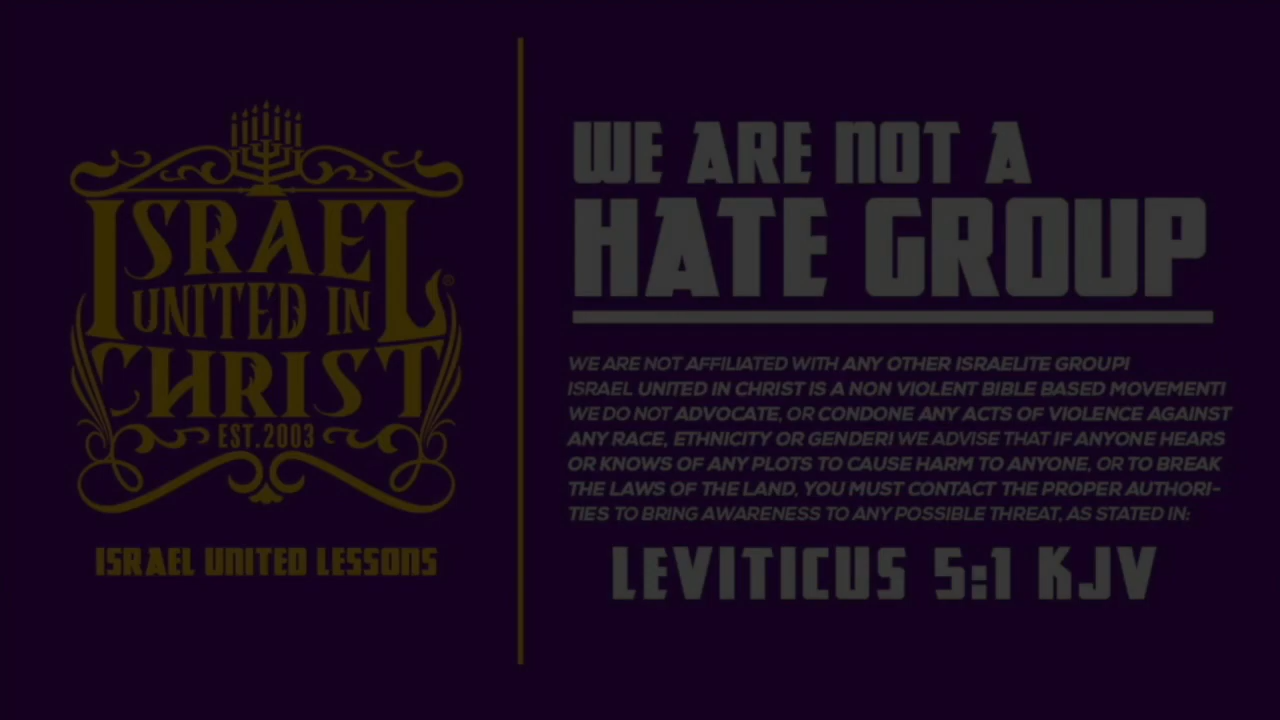 ISRAEL
UNITED IN
CHRIST®
EST.2003
ISRAEL UNITED LESSONS
WE ARE NOT A
HATE GROUP
WE ARE NOT AFFILIATED WITH ANY OTHER ISRAELITE GROUP!
ISRAEL UNITED IN CHRIST IS A NON VIOLENT BIBLE BASED MOVEMENT!
WE DO NOT ADVOCATE, OR CONDONE ANY ACTS OF VIOLENCE AGAINST
ANY RACE, ETHNICITY OR GENDER! WE ADVISE THAT IF ANYONE HEARS
OR KNOWS OF ANY PLOTS TO CAUSE HARM TO ANYONE, OR TO BREAK
THE LAWS OF THE LAND, YOU MUST CONTACT THE PROPER AUTHORI-
TIES TO BRING AWARENESS TO ANY POSSIBLE THREAT, AS STATED IN:
LEVITICUS 5:1 KJV